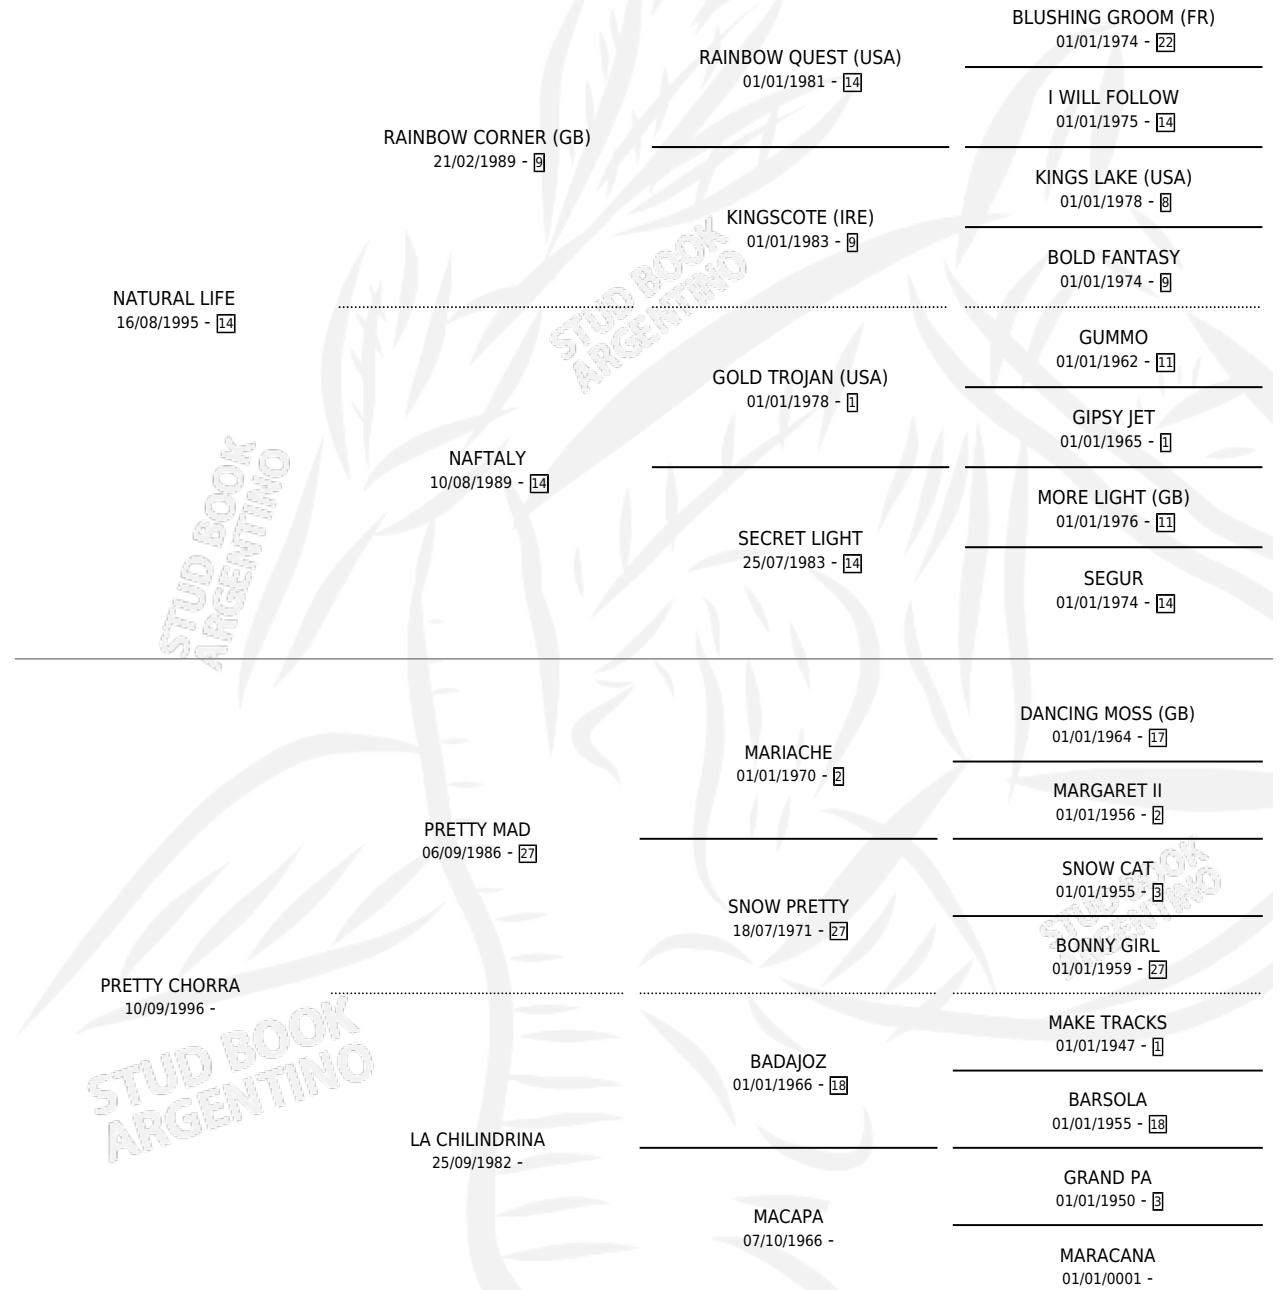 BLUSHING GROOM (FR)
01/01/1974 - 22
RAINBOW QUEST (USA)
01/01/1981 - 14
I WILL FOLLOW
01/01/1975 - 14
RAINBOW CORNER (GB)
21/02/1989 - 9
KINGS LAKE (USA)
01/01/1978 - 8
KINGSCOTE (IRE)
01/01/1983 - 9
BOLD FANTASY
01/01/1974 - 9
NATURAL LIFE
16/08/1995 - 14
GUMMO
01/01/1962 - 11
GOLD TROJAN (USA)
01/01/1978 - 1
GIPSY JET
01/01/1965 - 1
NAFTALY
10/08/1989 - 14
MORE LIGHT (GB)
01/01/1976 - 11
SECRET LIGHT
25/07/1983 - 14
SEGUR
01/01/1974 - 14
DANCING MOSS (GB)
01/01/1964 - 17
MARIACHE
01/01/1970 - 2
MARGARET II
01/01/1956 - 2
PRETTY MAD
06/09/1986 - 27
SNOW CAT
01/01/1955 - 3
SNOW PRETTY
18/07/1971 - 27
BONNY GIRL
01/01/1959 - 27
PRETTY CHORRA
10/09/1996 -
MAKE TRACKS
01/01/1947 - 1
BADAJOZ
01/01/1966 - 18
BARSOLA
01/01/1955 - 18
LA CHILINDRINA
25/09/1982 -
GRAND PA
01/01/1950 - 3
MACAPA
07/10/1966 -
MARACANA
01/01/0001 -
STUD BOOK
ARGENTINO
STUD BOOK
ARGENTINO
STUD BOOK
ARGENTINO
STUD BOOK
ARGENTINO